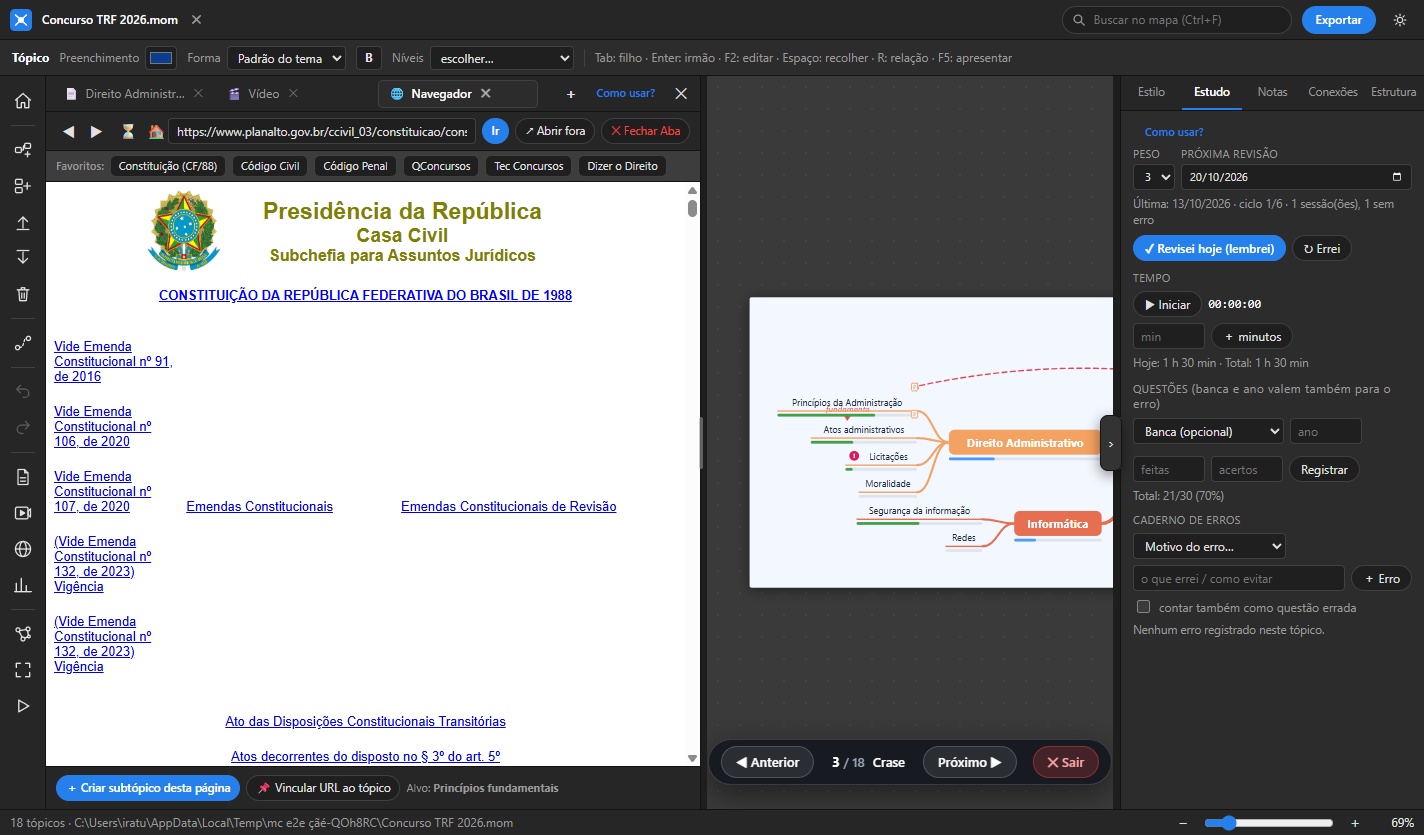 Concurso TRF 2026.mom
Buscar no mapa (Ctrl+F)
Exportar
Tópico
Preenchimento
Forma
Padrão do tema
B
Níveis
escolher...
Tab: filho · Enter: irmão · F2: editar · Espaço: recolher · R: relação · F5: apresentar
Direito Administr...
Vídeo
Navegador
+
Como usar?
https://www.planalto.gov.br/ccivil_03/constituicao/cons
Ir
Abrir fora
Fechar Aba
Favoritos:
Constituição (CF/88)
Código Civil
Código Penal
QConcursos
Tec Concursos
Dizer o Direito
Presidência da República
Casa Civil
Subchefia para Assuntos Jurídicos
CONSTITUIÇÃO DA REPÚBLICA FEDERATIVA DO BRASIL DE 1988
Vide Emenda
Constitucional nº 91,
de 2016
Vide Emenda
Constitucional nº
106, de 2020
Vide Emenda
Constitucional nº
107, de 2020
Emendas Constitucionais
Emendas Constitucionais de Revisão
(Vide Emenda
Constitucional nº
132, de 2023)
Vigência
(Vide Emenda
Constitucional nº
132, de 2023)
Vigência
Ato das Disposições Constitucionais Transitórias
Atos decorrentes do disposto no § 3º do art. 5º
+ Criar subtópico desta página
Vincular URL ao tópico
Alvo: Princípios fundamentais
Princípios da Administração
fundamenta
Atos administrativos
Licitações
Moralidade
Direito Administrativo
Segurança da informação
Redes
Informática
Anterior
3 / 18
Crase
Próximo
Sair
Estilo
Estudo
Notas
Conexões
Estrutura
Como usar?
PESO
PRÓXIMA REVISÃO
3
20/10/2026
Última: 13/10/2026 · ciclo 1/6 · 1 sessão(ões), 1 sem
erro
✓ Revisei hoje (lembrei)
↻ Errei
TEMPO
Iniciar
00:00:00
min
+ minutos
Hoje: 1 h 30 min · Total: 1 h 30 min
QUESTÕES (banca e ano valem também para o
erro)
Banca (opcional)
ano
feitas
acertos
Registrar
Total: 21/30 (70%)
CADERNO DE ERROS
Motivo do erro...
o que errei / como evitar
+ Erro
contar também como questão errada
Nenhum erro registrado neste tópico.
18 tópicos · C:\Users\iratu\AppData\Local\Temp\mc e2e çãé-QOh8RC\Concurso TRF 2026.mom
− + 69%